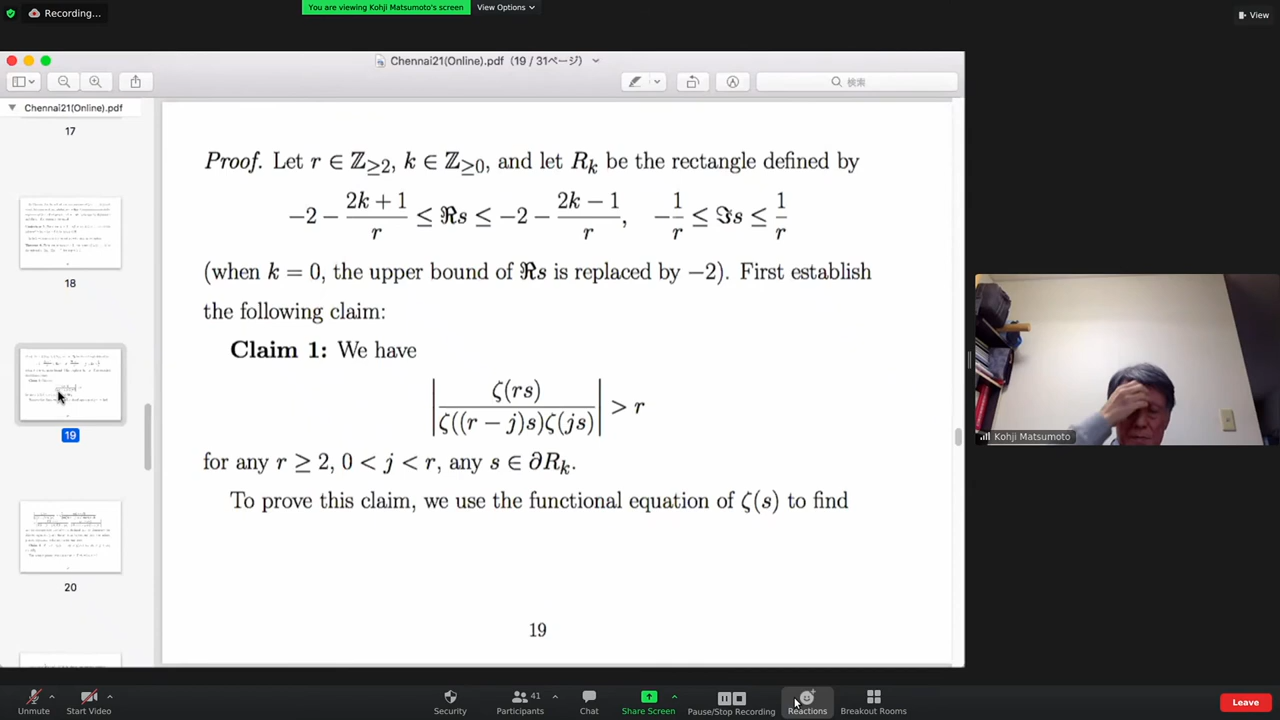 Recording...
You are viewing Kohji Matsumoto's screen
View Options
View
Chennai21(Online).pdf (19 / 31ページ)
検索
Chennai21(Online).pdf
17
18
19
20
Proof. Let r ∈ ℤ≥2, k ∈ ℤ≥0, and let R_k be the rectangle defined by
−2 − (2k + 1)/r ≤ ℜs ≤ −2 − (2k − 1)/r, −1/r ≤ ℑs ≤ 1/r
(when k = 0, the upper bound of ℜs is replaced by −2). First establish
the following claim:
Claim 1: We have
|ζ(rs) / (ζ((r − j)s)ζ(js))| > r
for any r ≥ 2, 0 < j < r, any s ∈ ∂R_k.
To prove this claim, we use the functional equation of ζ(s) to find
19
Kohji Matsumoto
Unmute
Start Video
Security
41
Participants
Chat
Share Screen
Pause/Stop Recording
Reactions
Breakout Rooms
Leave